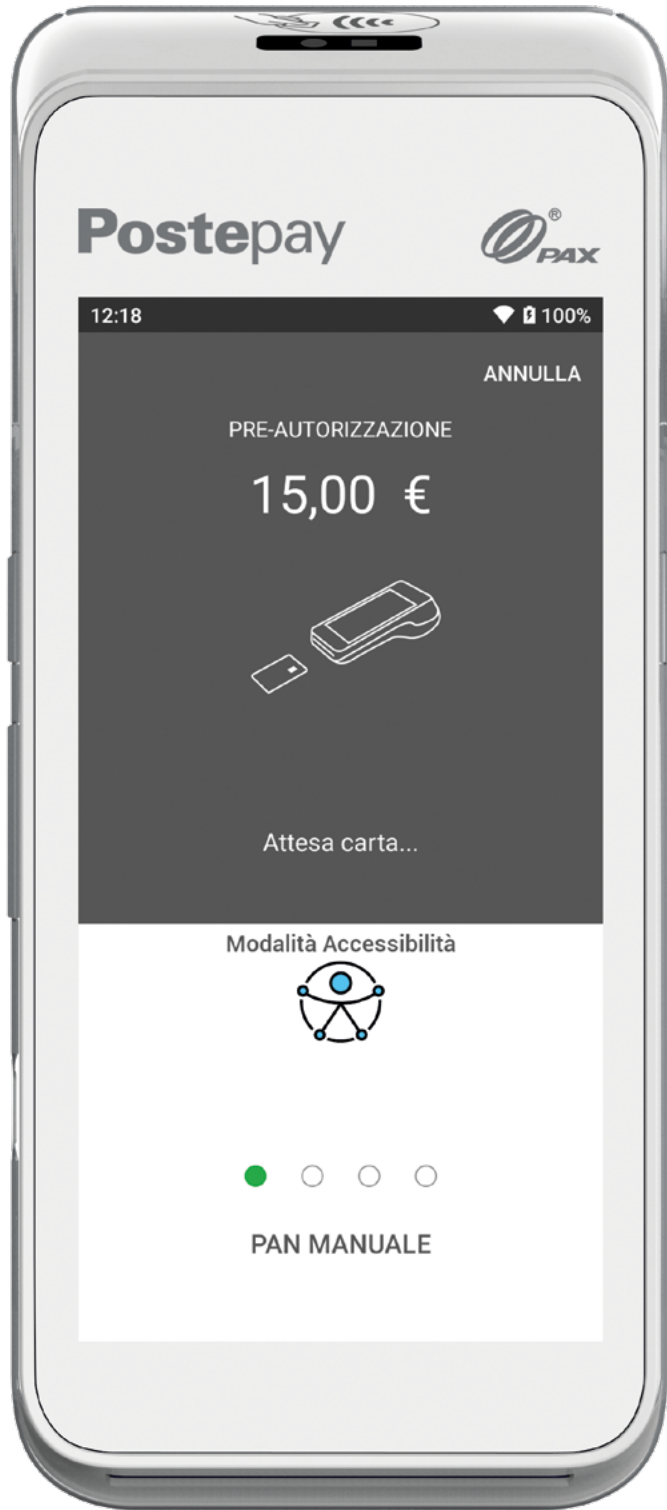 Postepay
®
PAX
12:18 100%
ANNULLA
PRE-AUTORIZZAZIONE
15,00 €
Attesa carta...
Modalità Accessibilità
PAN MANUALE